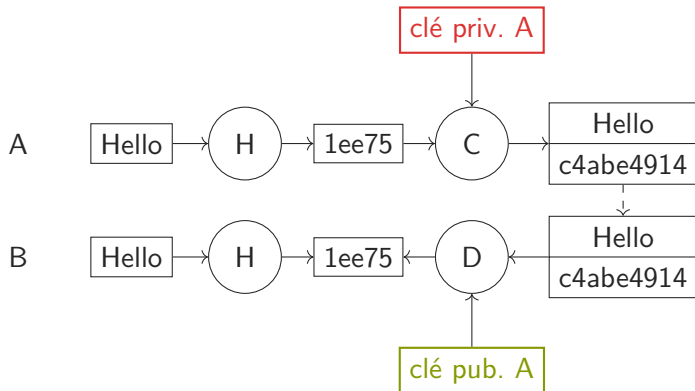 clé priv. A
A Hello H 1ee75 C Hello
c4abe4914
B Hello H 1ee75 D Hello
c4abe4914
clé pub. A